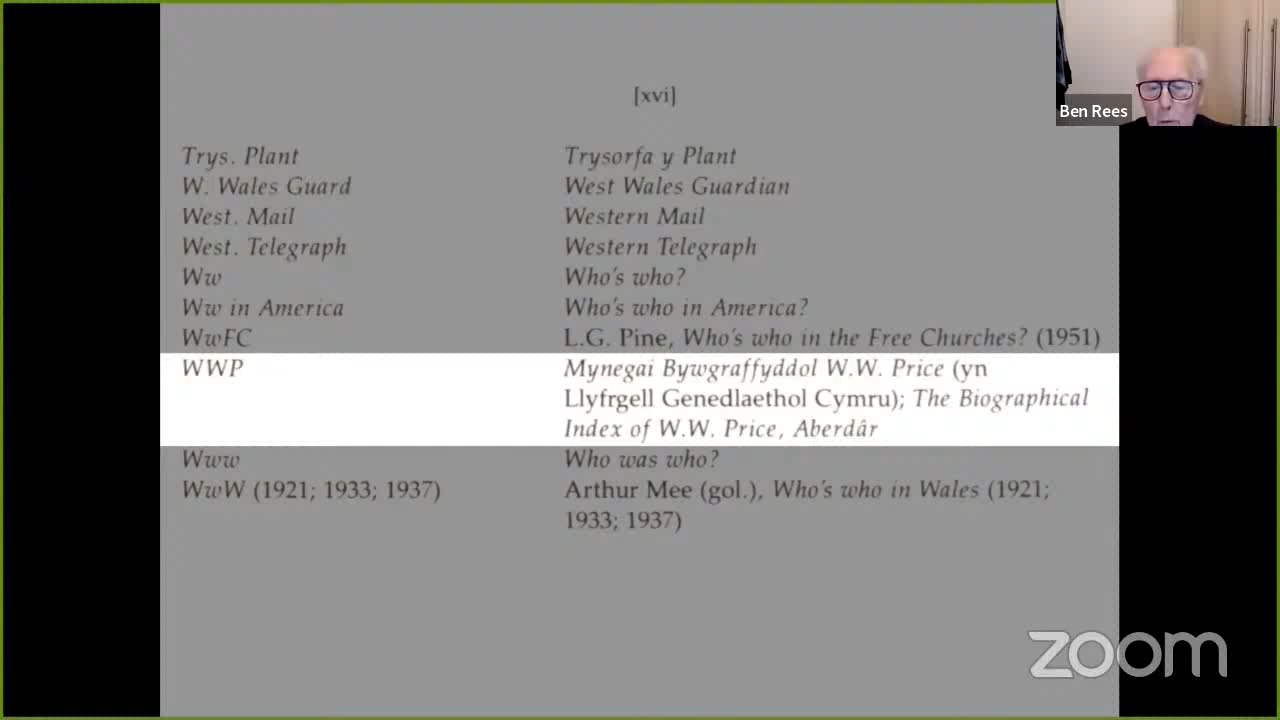 [xvi]
Trys. Plant Trysorfa y Plant
W. Wales Guard West Wales Guardian
West. Mail Western Mail
West. Telegraph Western Telegraph
Ww Who's who?
Ww in America Who's who in America?
WwFC L.G. Pine, Who's who in the Free Churches? (1951)
WWP Mynegai Bywgraffyddol W.W. Price (yn
Llyfrgell Genedlaethol Cymru); The Biographical
Index of W.W. Price, Aberdâr
Www Who was who?
WwW (1921; 1933; 1937) Arthur Mee (gol.), Who's who in Wales (1921;
1933; 1937)
Ben Rees
zoom